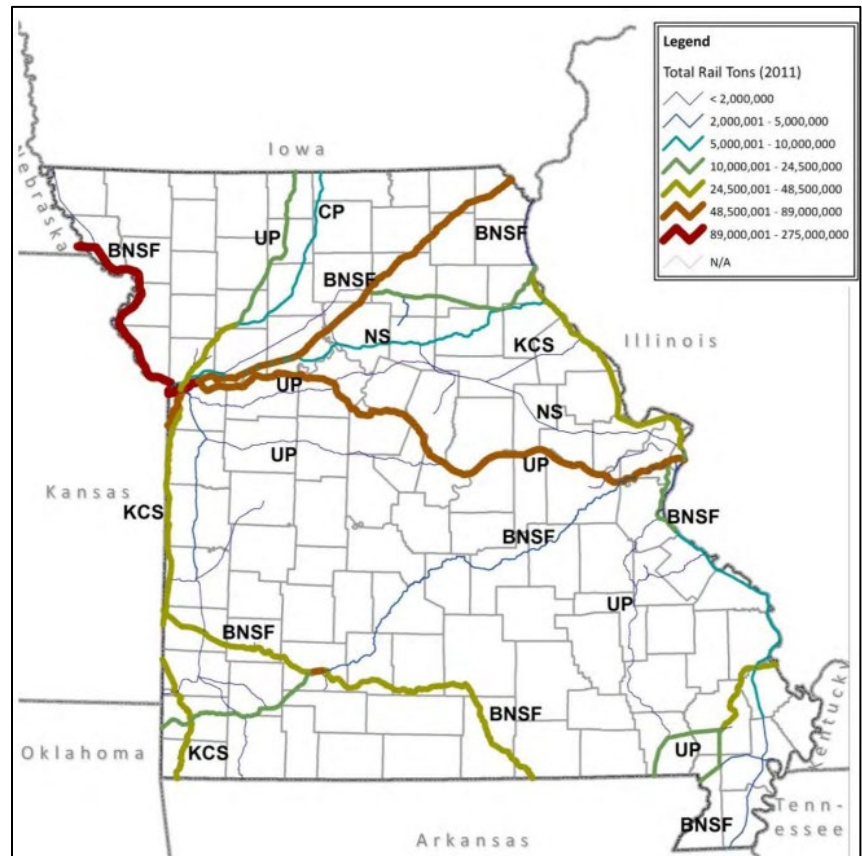 Legend
Total Rail Tons (2011)
< 2,000,000
2,000,001 - 5,000,000
5,000,001 - 10,000,000
10,000,001 - 24,500,000
24,500,001 - 48,500,000
48,500,001 - 89,000,000
89,000,001 - 275,000,000
N/A
Iowa
Nebraska
CP
UP
BNSF
BNSF
BNSF
NS
KCS
Illinois
UP
NS
UP
UP
Kansas
KCS
BNSF
BNSF
UP
BNSF
BNSF
Kentucky
Oklahoma
KCS
UP
Tenn-
essee
BNSF
Arkansas